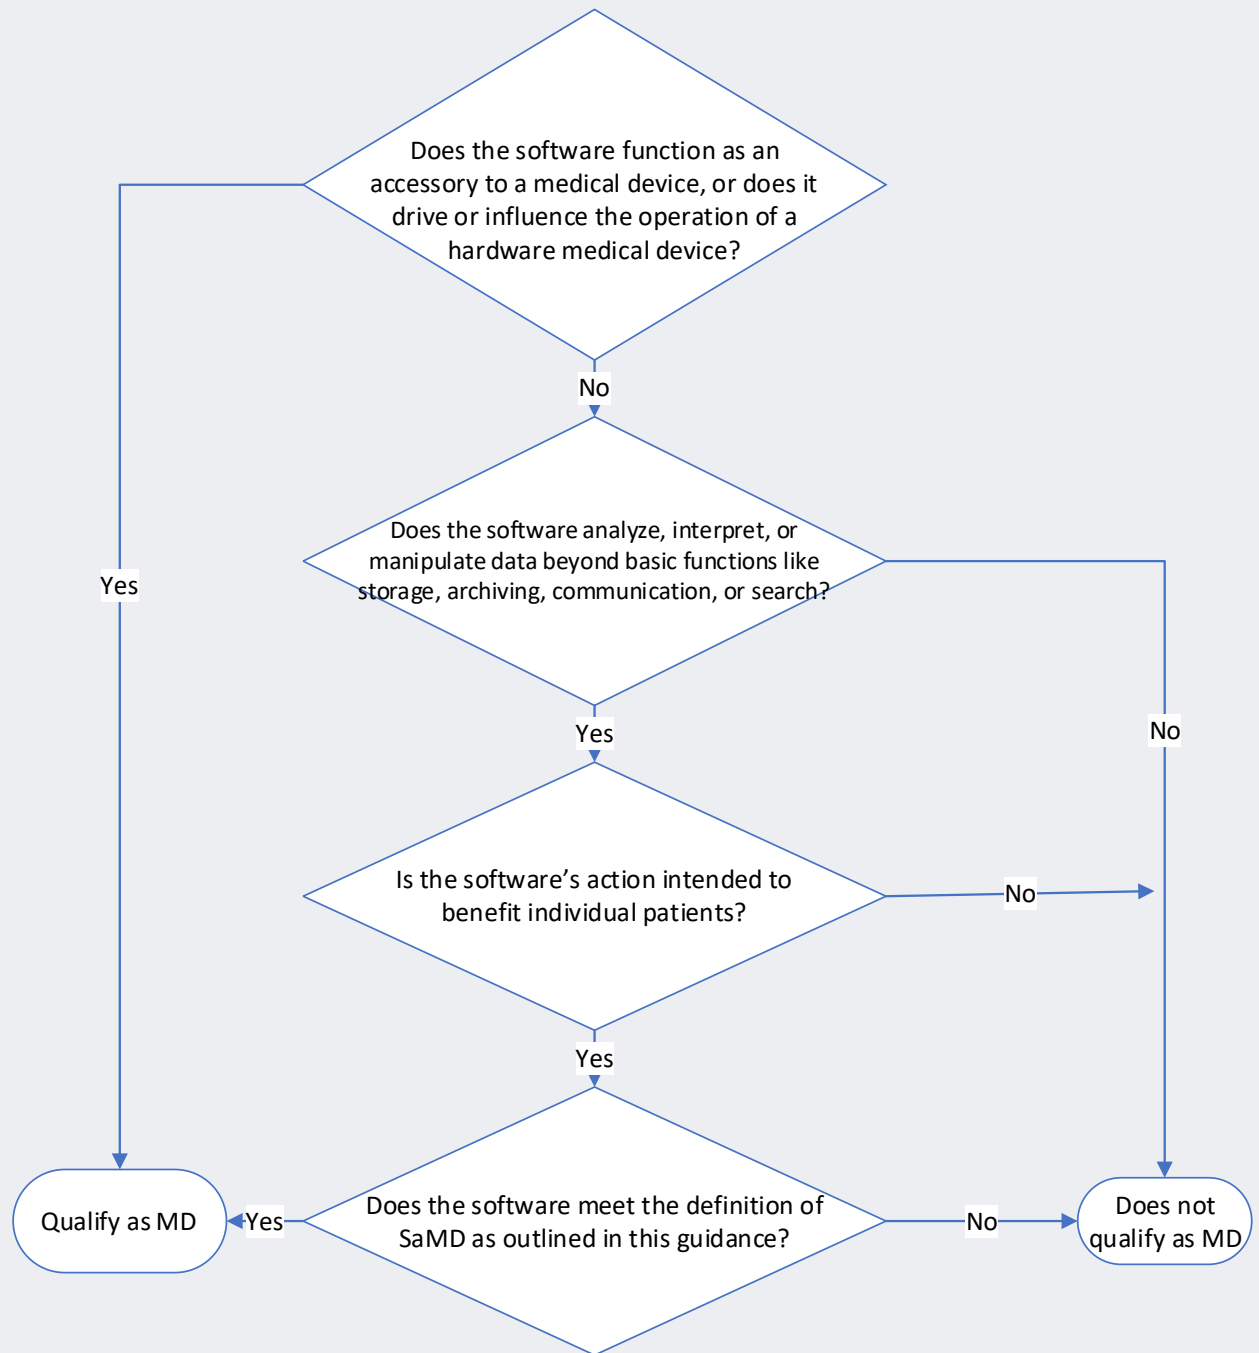 Does the software function as an
accessory to a medical device, or does it
drive or influence the operation of a
hardware medical device?
No
Does the software analyze, interpret, or
manipulate data beyond basic functions like
storage, archiving, communication, or search?
Yes
No
Yes
Is the software’s action intended to
benefit individual patients?
No
Yes
Does the software meet the definition of
SaMD as outlined in this guidance?
Yes
No
Qualify as MD
Does not
qualify as MD